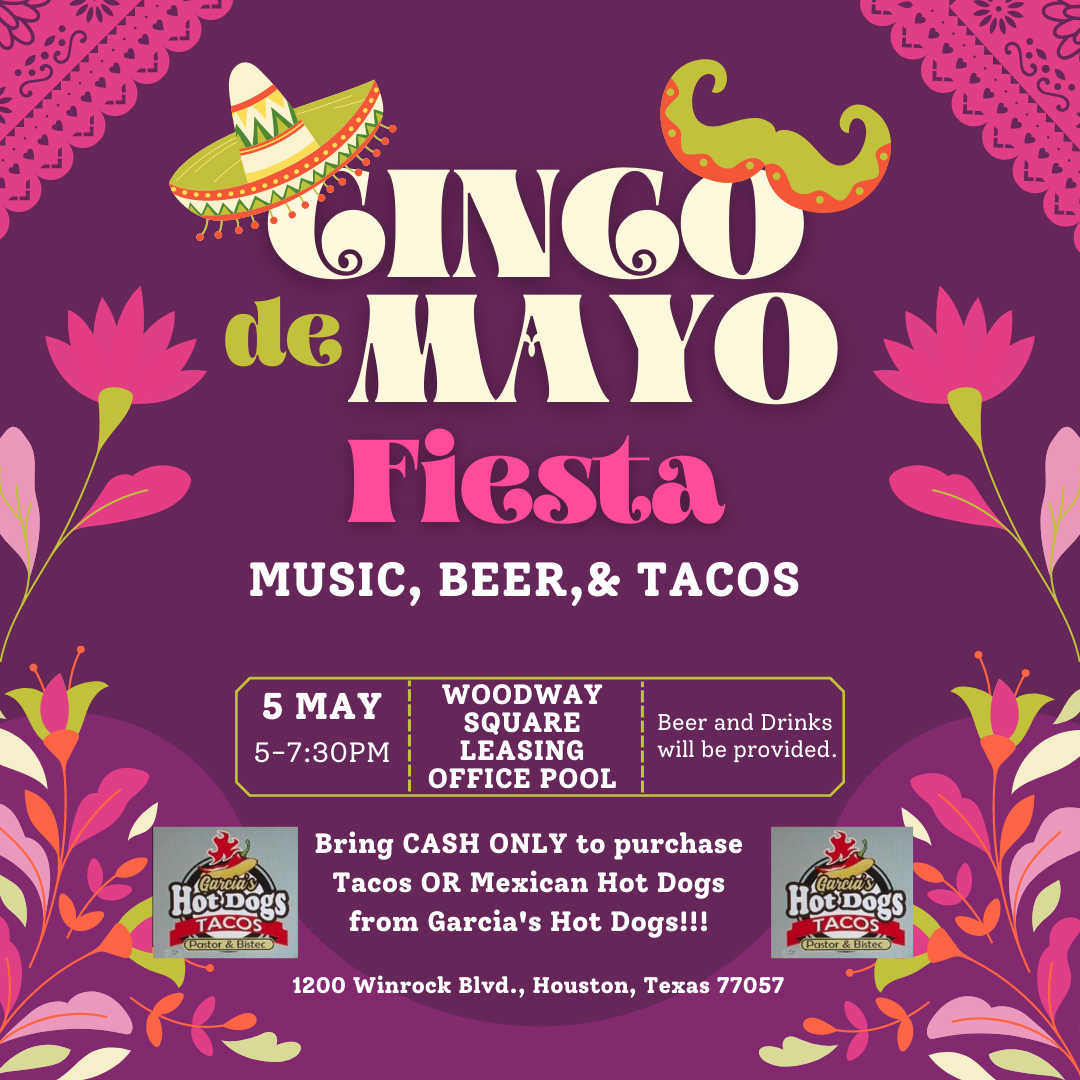 CINCO
de MAYO
Fiesta
MUSIC, BEER,& TACOS
5 MAY
5-7:30PM
WOODWAY
SQUARE
LEASING
OFFICE POOL
Beer and Drinks
will be provided.
Garcia's
Hot Dogs
TACOS
Pastor & Bistec
Bring CASH ONLY to purchase
Tacos OR Mexican Hot Dogs
from Garcia's Hot Dogs!!!
Garcia's
Hot Dogs
TACOS
Pastor & Bistec
1200 Winrock Blvd., Houston, Texas 77057